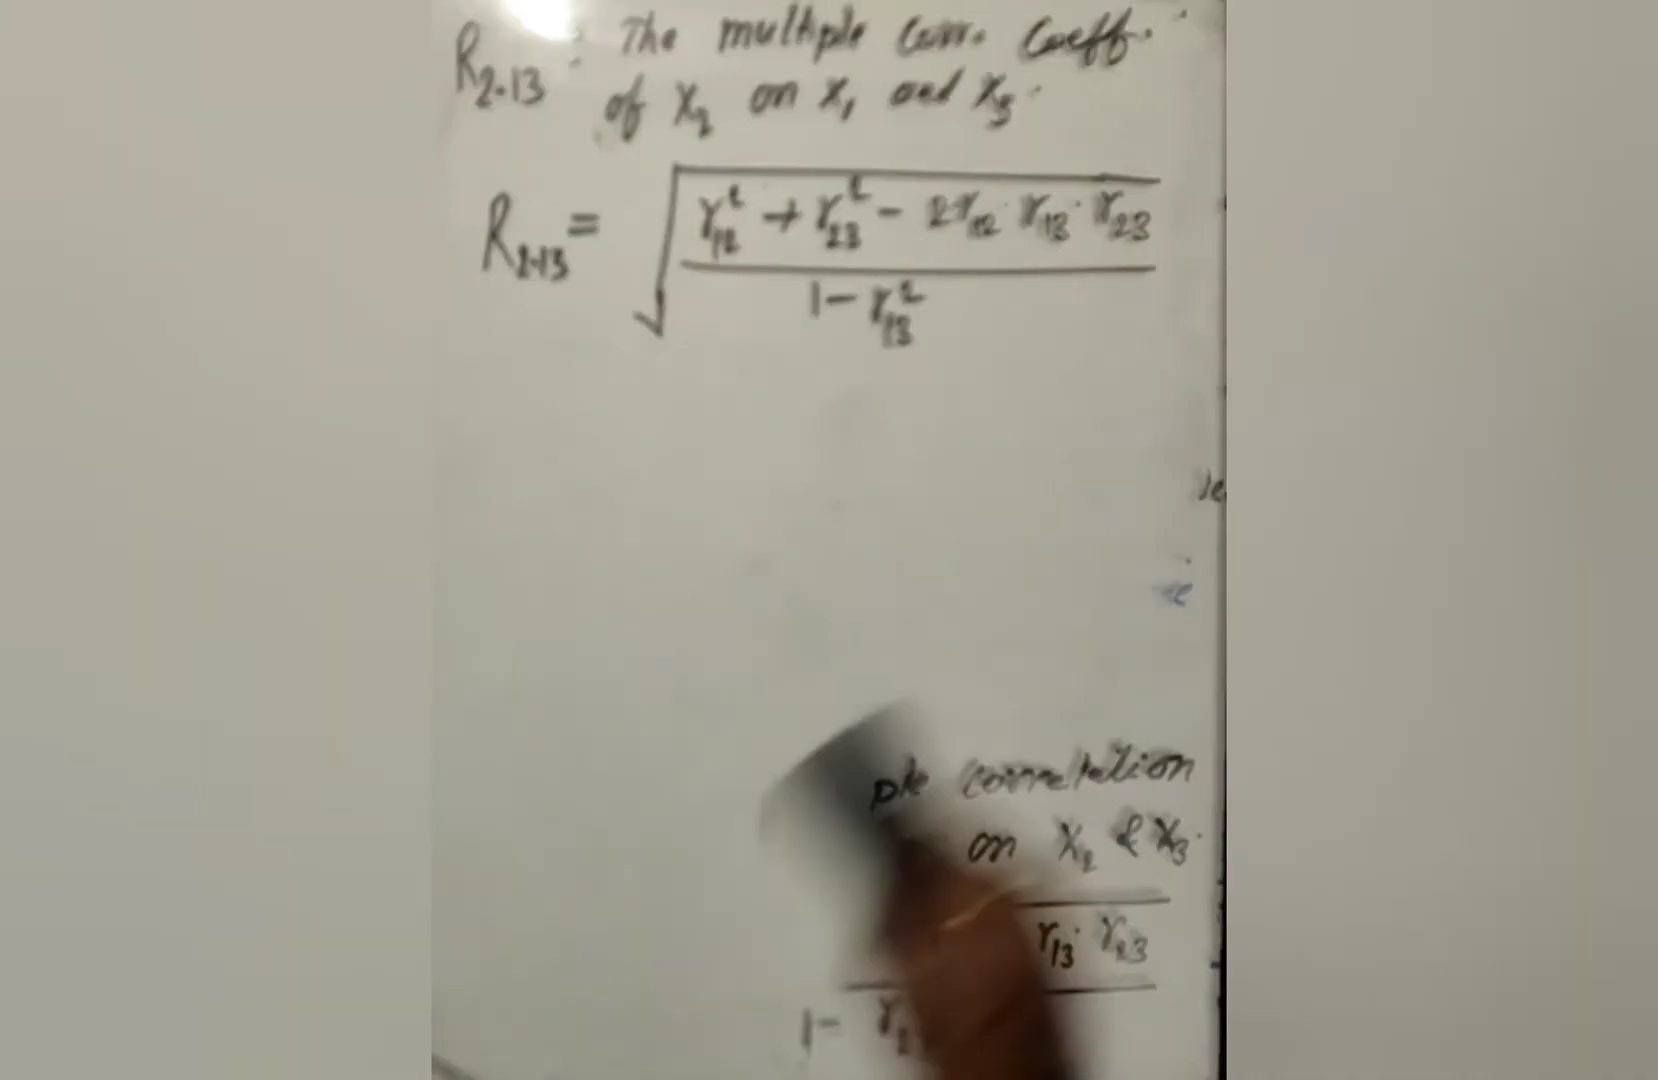 R₂.₁₃ : The multiple Corr. Coeff.
of X₂ on X₁ and X₃.
R₂.₁₃ = √((r₁₂² + r₂₃² - 2r₁₂. r₁₃. r₂₃) / (1 - r₁₃²))
ple correlation
on X₂ & X₃.
r₁₃. r₂₃
1 -